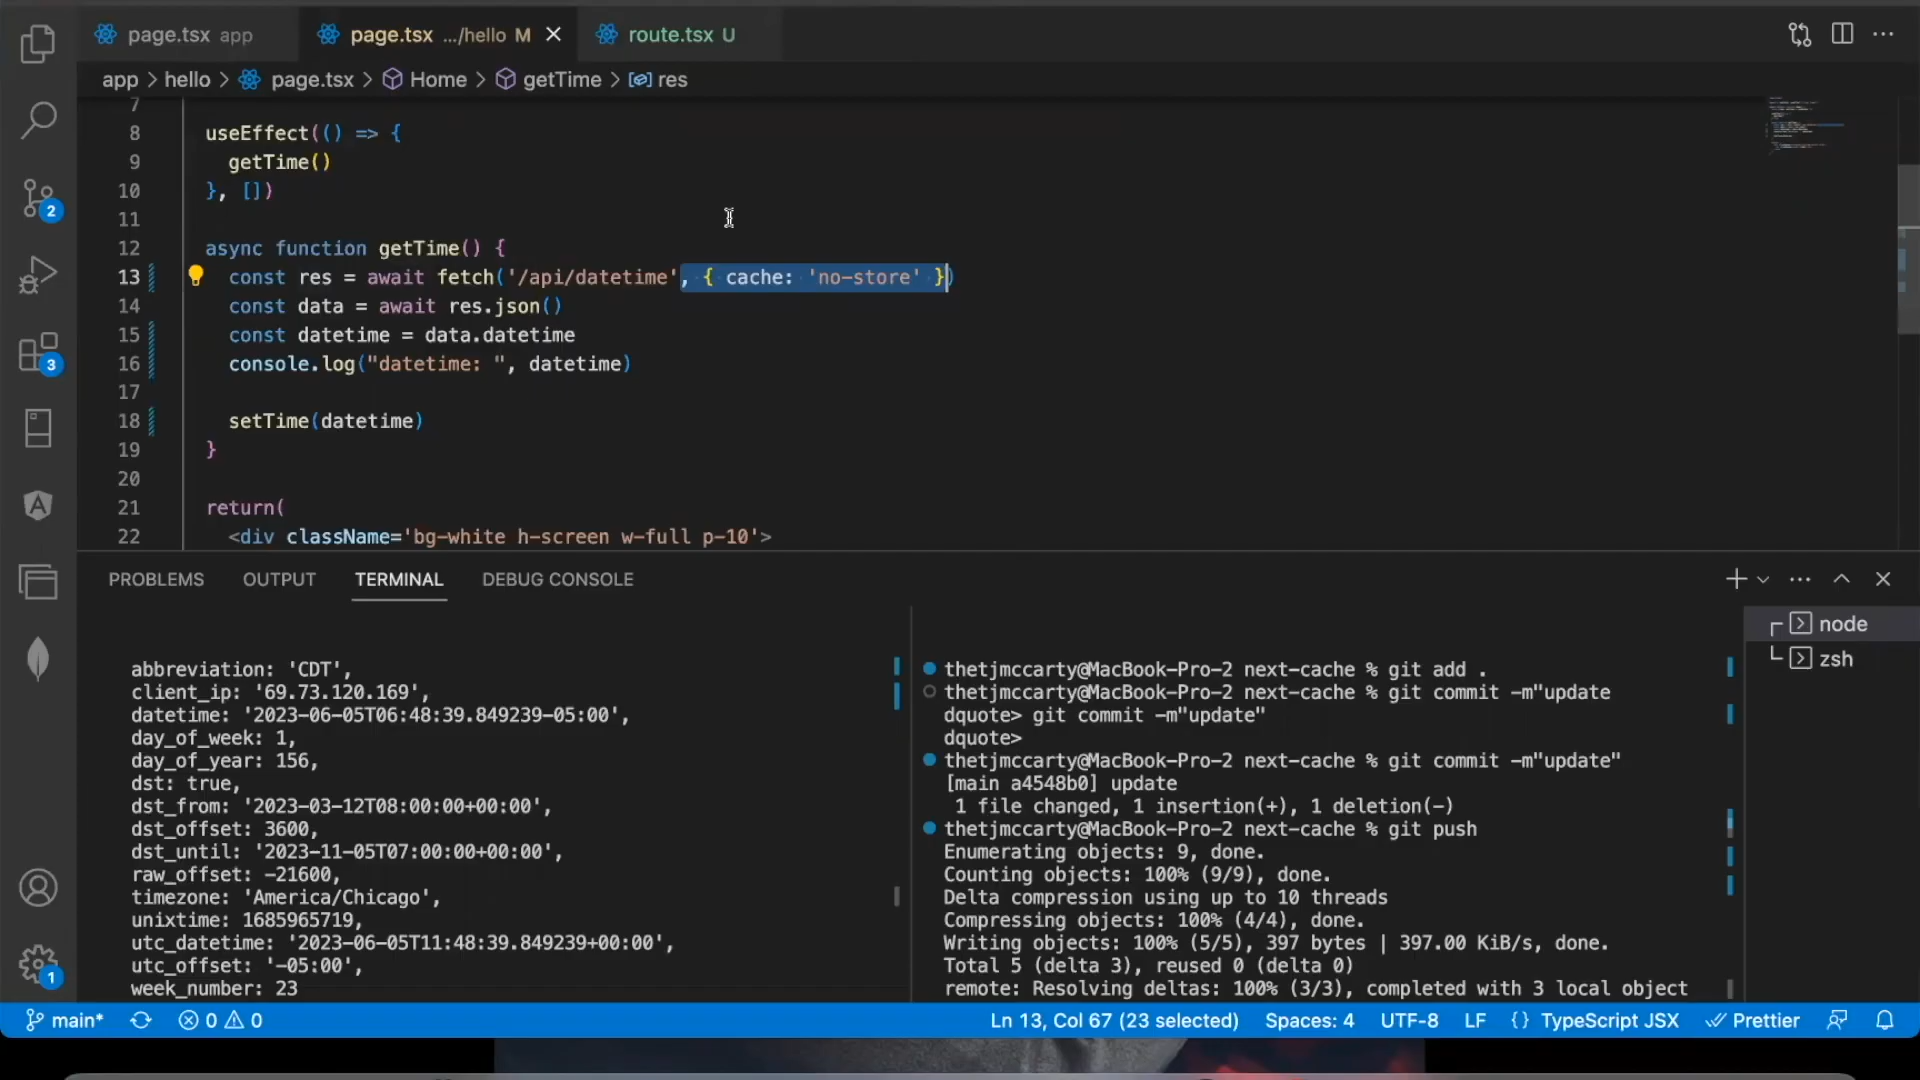 page.tsx app
page.tsx .../hello M
route.tsx U
app > hello > page.tsx > Home > getTime > res
7
8 useEffect(() => {
9 getTime()
10 }, [])
11
12 async function getTime() {
13 const res = await fetch('/api/datetime', { cache: 'no-store' })
14 const data = await res.json()
15 const datetime = data.datetime
16 console.log("datetime: ", datetime)
17
18 setTime(datetime)
19 }
20
21 return(
22 <div className='bg-white h-screen w-full p-10'>
2
3
1
PROBLEMS OUTPUT TERMINAL DEBUG CONSOLE
abbreviation: 'CDT',
client_ip: '69.73.120.169',
datetime: '2023-06-05T06:48:39.849239-05:00',
day_of_week: 1,
day_of_year: 156,
dst: true,
dst_from: '2023-03-12T08:00:00+00:00',
dst_offset: 3600,
dst_until: '2023-11-05T07:00:00+00:00',
raw_offset: -21600,
timezone: 'America/Chicago',
unixtime: 1685965719,
utc_datetime: '2023-06-05T11:48:39.849239+00:00',
utc_offset: '-05:00',
week_number: 23
thetjmccarty@MacBook-Pro-2 next-cache % git add .
thetjmccarty@MacBook-Pro-2 next-cache % git commit -m"update
dquote> git commit -m"update"
dquote>
thetjmccarty@MacBook-Pro-2 next-cache % git commit -m"update"
[main a4548b0] update
1 file changed, 1 insertion(+), 1 deletion(-)
thetjmccarty@MacBook-Pro-2 next-cache % git push
Enumerating objects: 9, done.
Counting objects: 100% (9/9), done.
Delta compression using up to 10 threads
Compressing objects: 100% (4/4), done.
Writing objects: 100% (5/5), 397 bytes | 397.00 KiB/s, done.
Total 5 (delta 3), reused 0 (delta 0)
remote: Resolving deltas: 100% (3/3), completed with 3 local object
node
zsh
main* 0 0 Ln 13, Col 67 (23 selected) Spaces: 4 UTF-8 LF {} TypeScript JSX Prettier